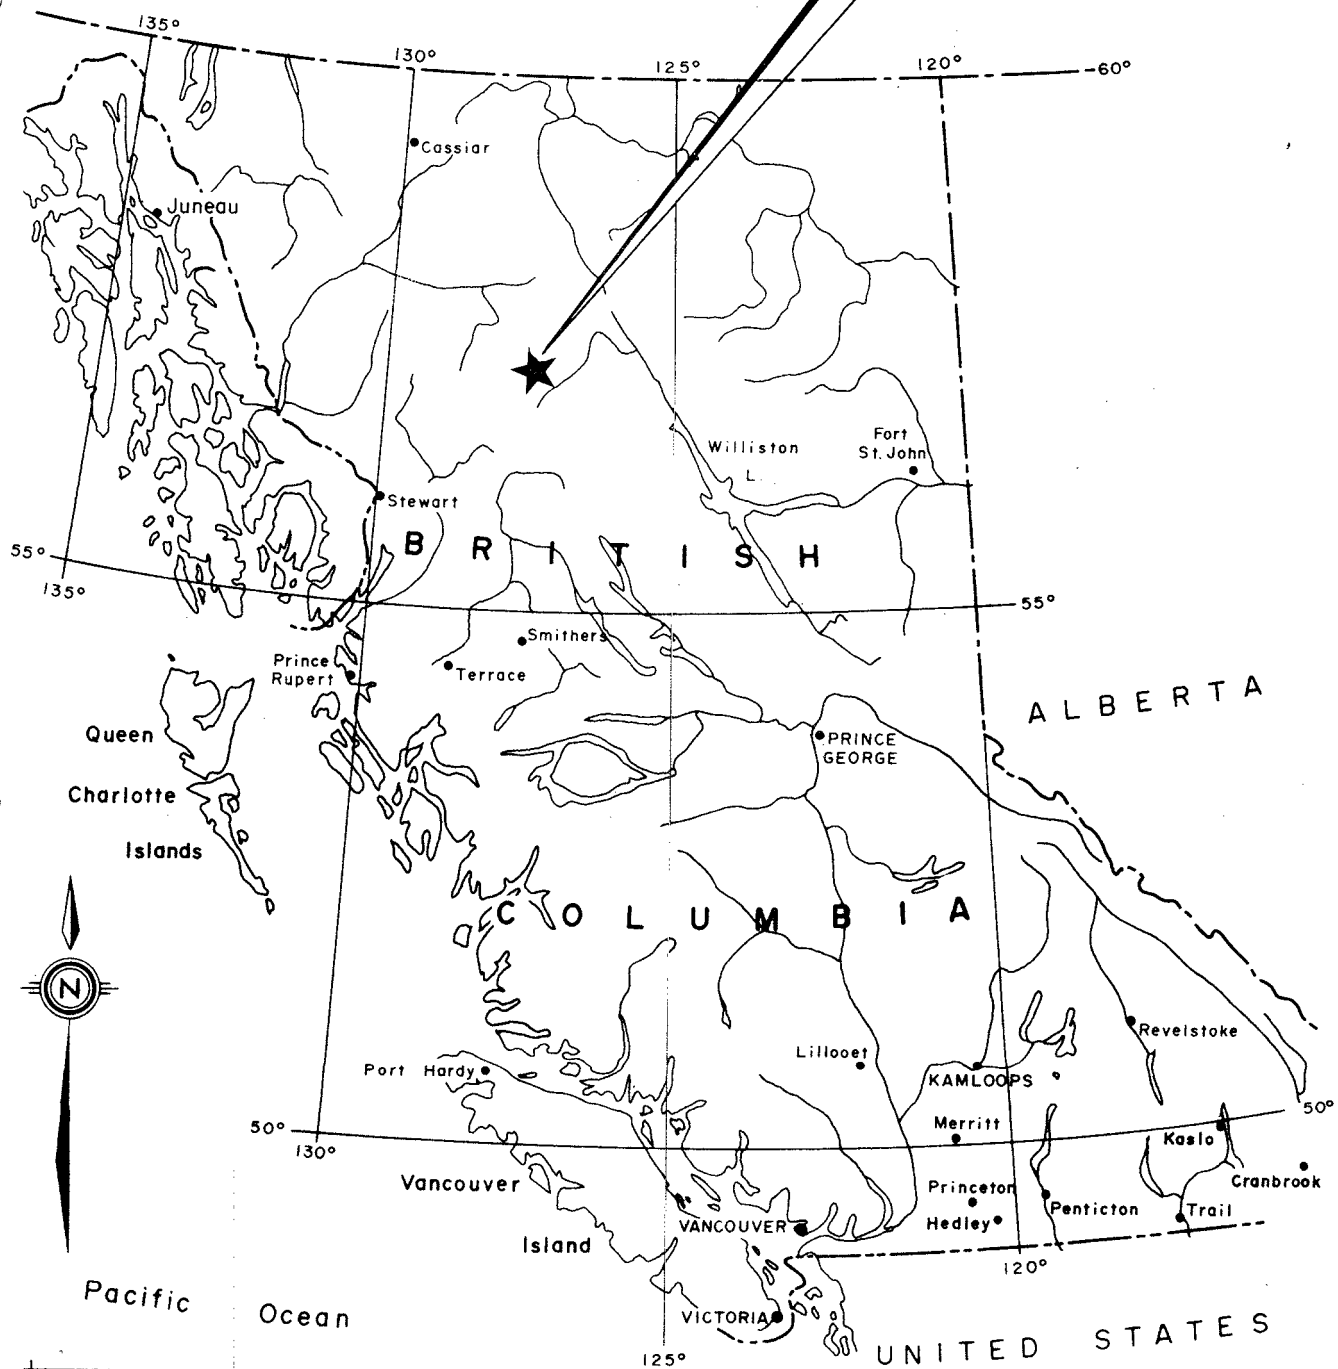 135°
130°
125°
120°
60°
Cassiar
Juneau
Williston
L.
Fort
St. John
Stewart
BRITISH
55°
135°
55°
Smithers
Prince
Rupert
Terrace
ALBERTA
Queen
PRINCE
GEORGE
Charlotte
Islands
COLUMBIA
N
Revelstoke
Lillooet
Port Hardy
KAMLOOPS
50°
50°
130°
Merritt
Kaslo
Vancouver
Princeton
Cranbrook
Penticton
Trail
Hedley
VANCOUVER
Island
120°
Pacific Ocean
VICTORIA
UNITED STATES
125°